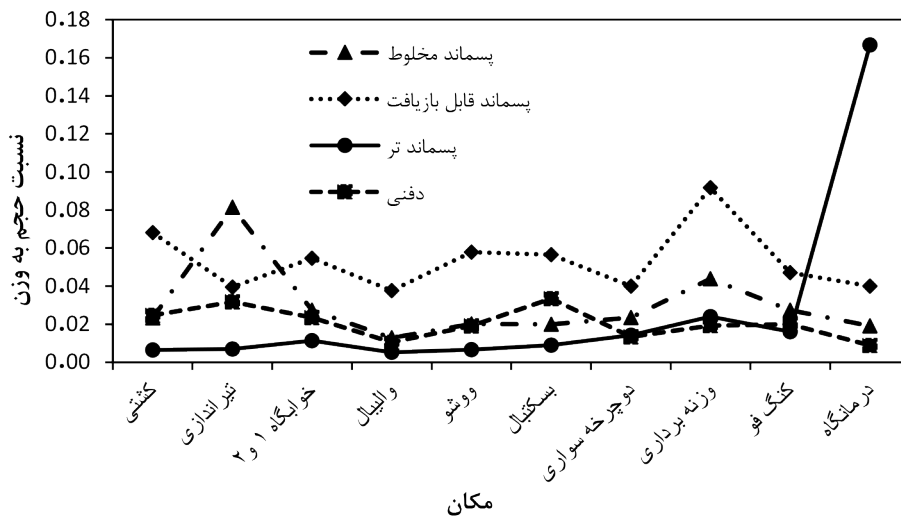 0.18
0.16
0.14
0.12
0.10
0.08
0.06
0.04
0.02
0.00
نسبت حجم به وزن
پسماند مخلوط
پسماند قابل بازیافت
پسماند تر
دفنی
کشتی
تیراندازی
خوابگاه ۱ و ۲
والیبال
ووشو
بسکتبال
دوچرخه سواری
وزنه برداری
کنگ فو
درمانگاه
مکان